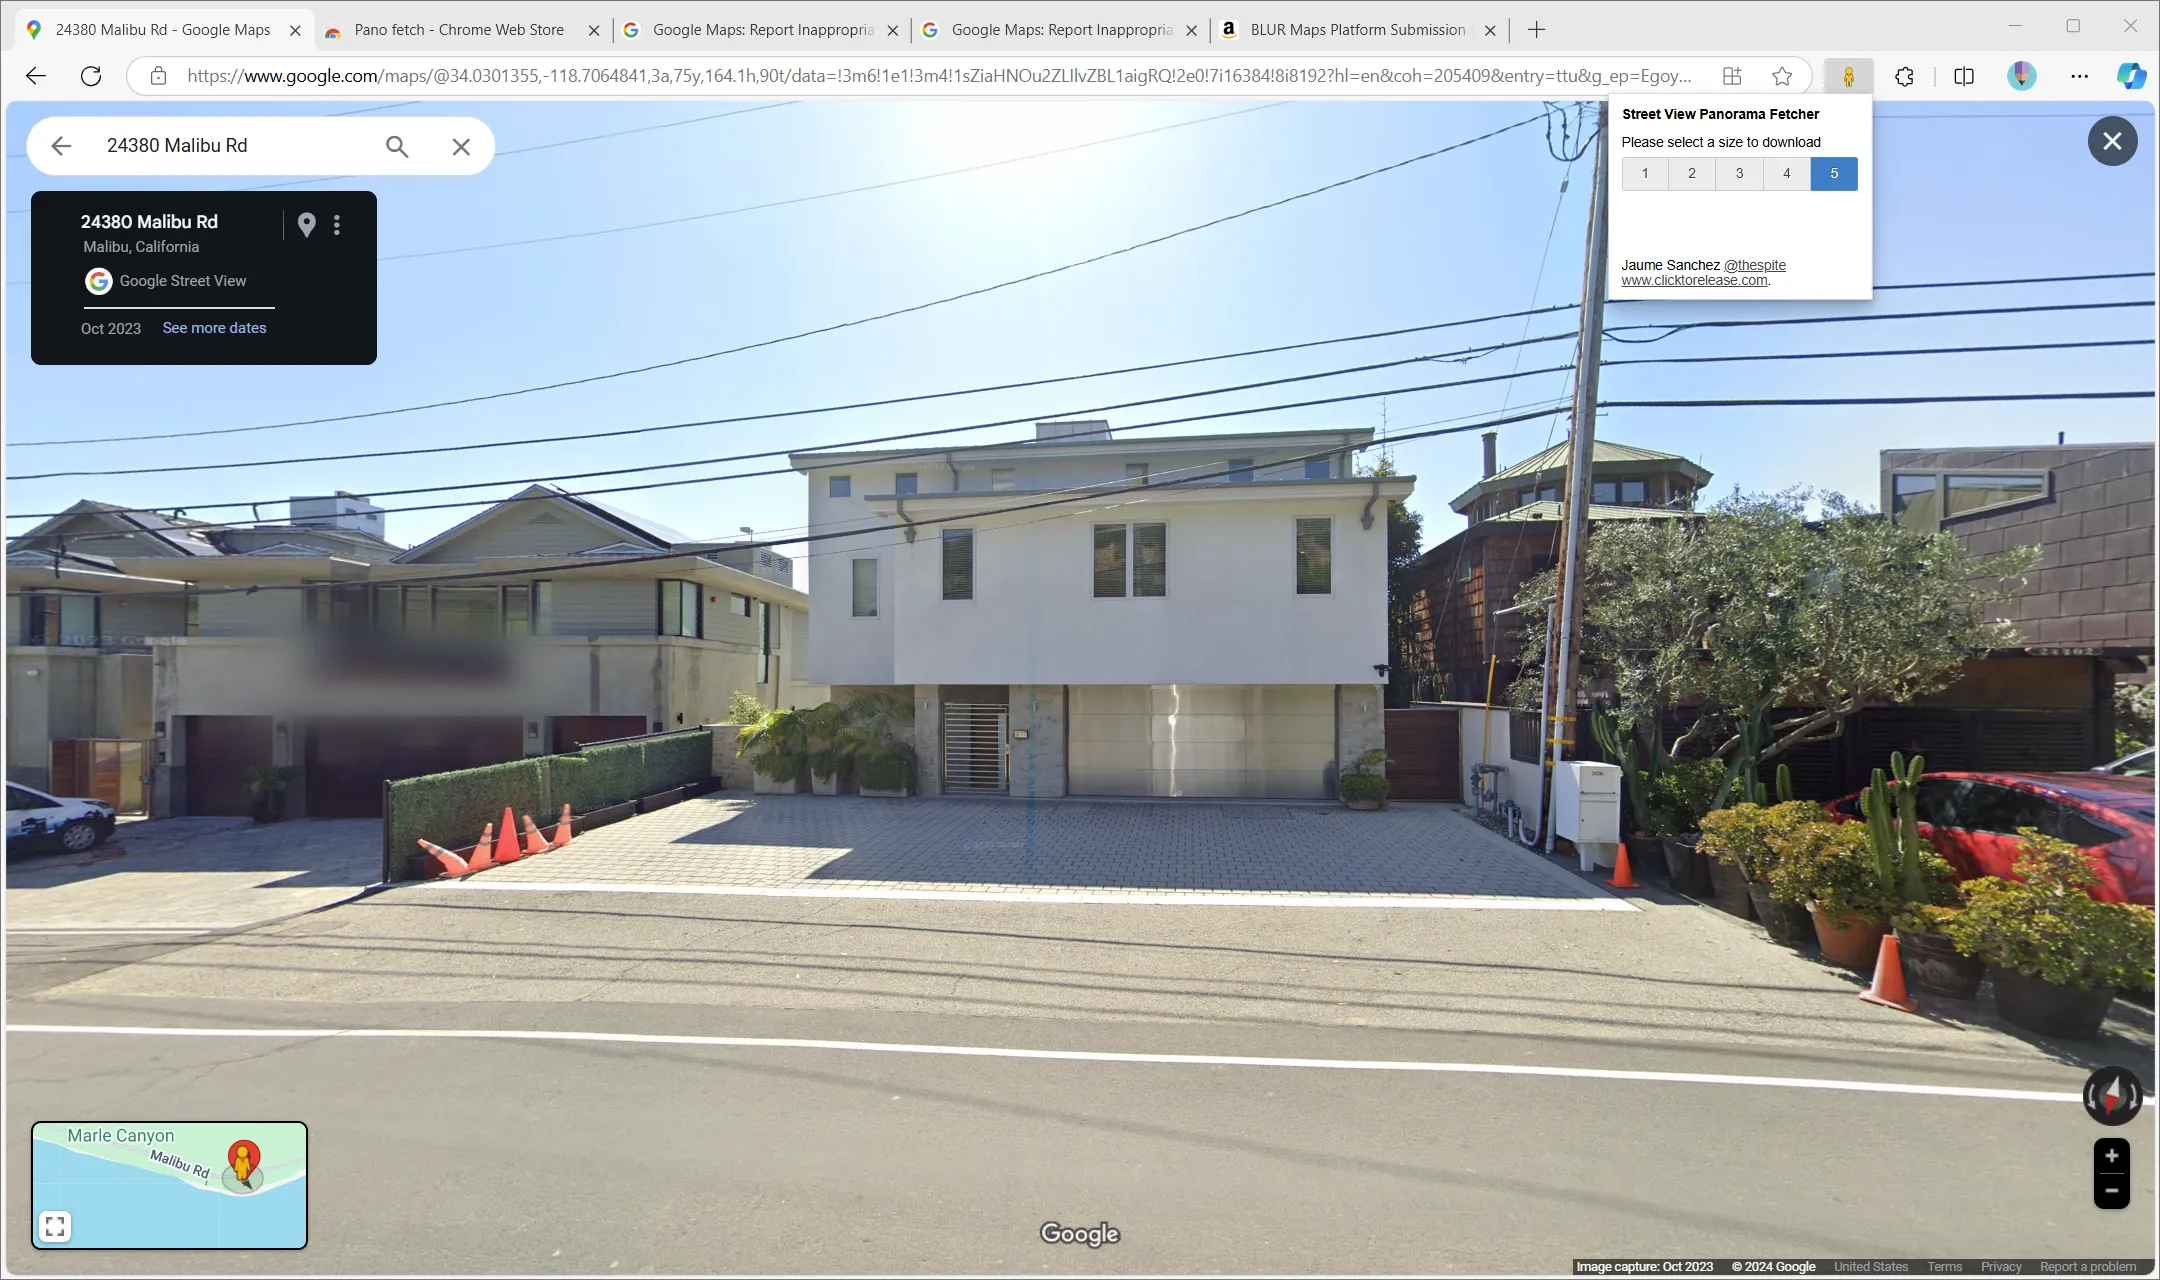 24380 Malibu Rd - Google Maps
Pano fetch - Chrome Web Store
Google Maps: Report Inappropria
Google Maps: Report Inappropria
BLUR Maps Platform Submission
https://www.google.com/maps/@34.0301355,-118.7064841,3a,75y,164.1h,90t/data=!3m6!1e1!3m4!1sZiaHNOu2ZLIlvZBL1aigRQ!2e0!7i16384!8i8192?hl=en&coh=205409&entry=ttu&g_ep=Egoy...
Street View Panorama Fetcher
Please select a size to download
1 2 3 4 5
Jaume Sanchez @thespite
www.clicktorelease.com.
24380 Malibu Rd
24380 Malibu Rd
Malibu, California
Google Street View
Oct 2023 See more dates
© 2023 Google
Marle Canyon
Malibu Rd
Google
Image capture: Oct 2023 © 2024 Google United States Terms Privacy Report a problem